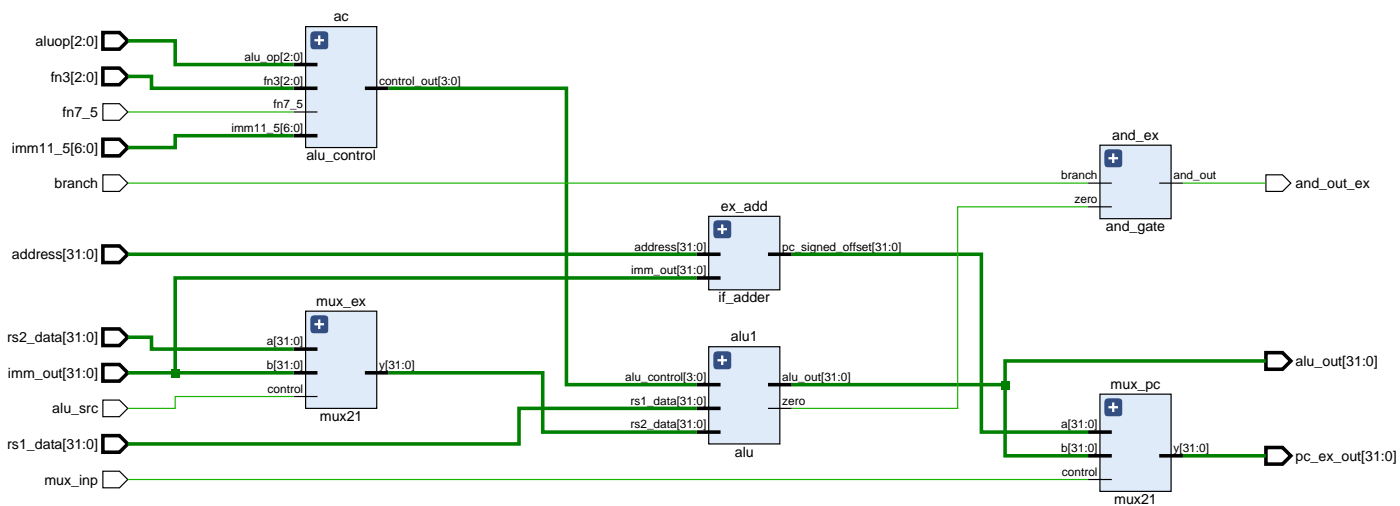 ac
aluop[2:0]
fn3[2:0]
fn7_5
imm11_5[6:0]
alu_op[2:0]
fn3[2:0]
fn7_5
imm11_5[6:0]
control_out[3:0]
alu_control
branch
and_ex
branch
zero
and_out
and_gate
and_out_ex
address[31:0]
ex_add
address[31:0]
imm_out[31:0]
pc_signed_offset[31:0]
if_adder
mux_ex
rs2_data[31:0]
imm_out[31:0]
alu_src
a[31:0]
b[31:0]
control
y[31:0]
mux21
rs1_data[31:0]
mux_inp
alu1
alu_control[3:0]
rs1_data[31:0]
rs2_data[31:0]
alu_out[31:0]
zero
alu
alu_out[31:0]
mux_pc
a[31:0]
b[31:0]
control
y[31:0]
mux21
pc_ex_out[31:0]